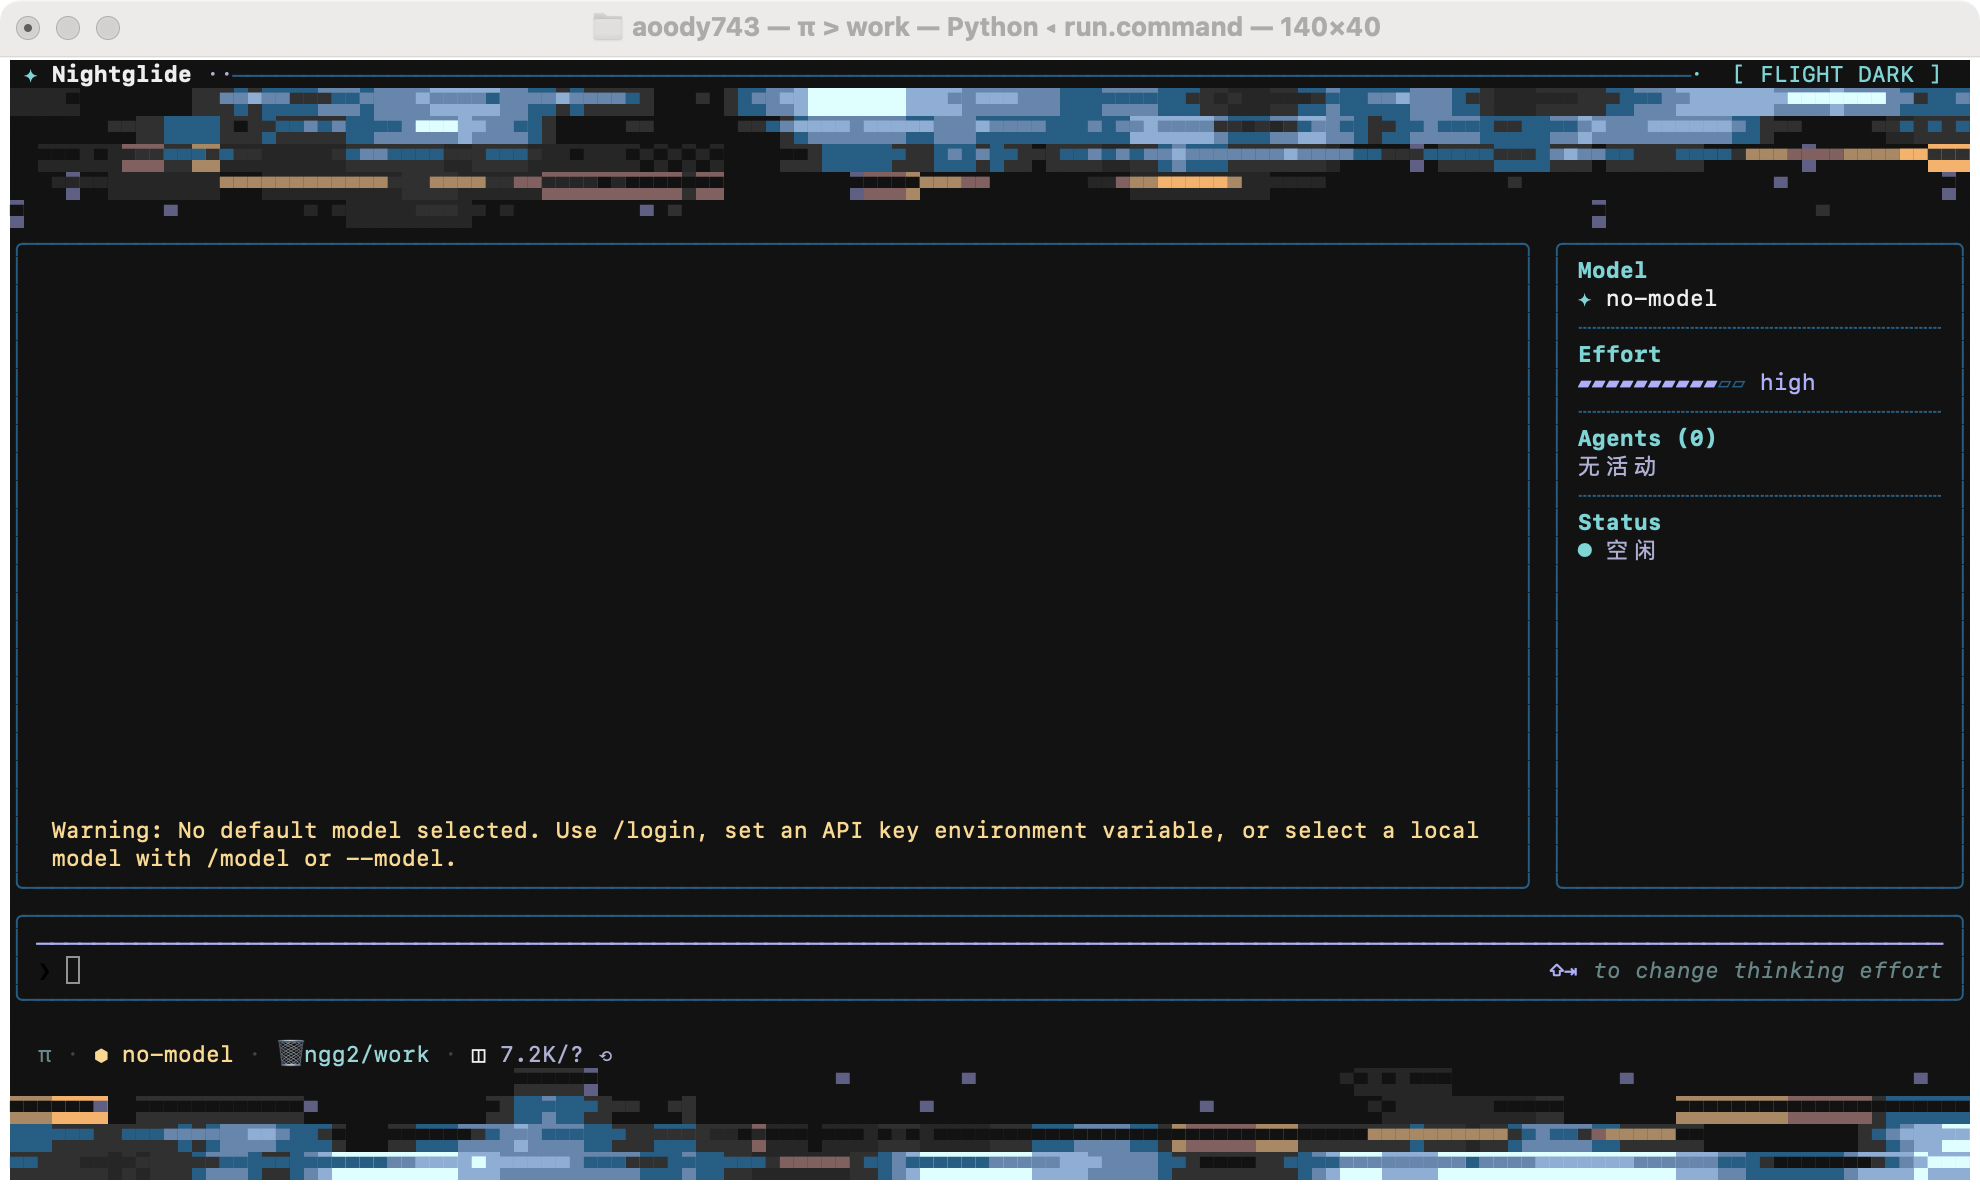 aoody743 — π > work — Python ◂ run.command — 140×40
✦ Nightglide
[ FLIGHT DARK ]
Model
✦ no-model
Effort
high
Agents (0)
无活动
Status
● 空闲
Warning: No default model selected. Use /login, set an API key environment variable, or select a local
model with /model or --model.
❯
⇧⇥ to change thinking effort
π · ⬢ no-model · 🗑ngg2/work · ◫ 7.2K/? ⟲